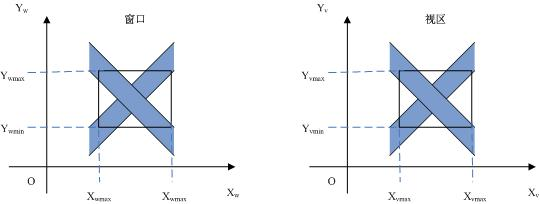 Yw
窗口
Ywmax
Ywmin
O
Xwmax
Xwmax
Xw
Yv
视区
Yvmax
Yvmin
O
Xvmax
Xvmax
Xv